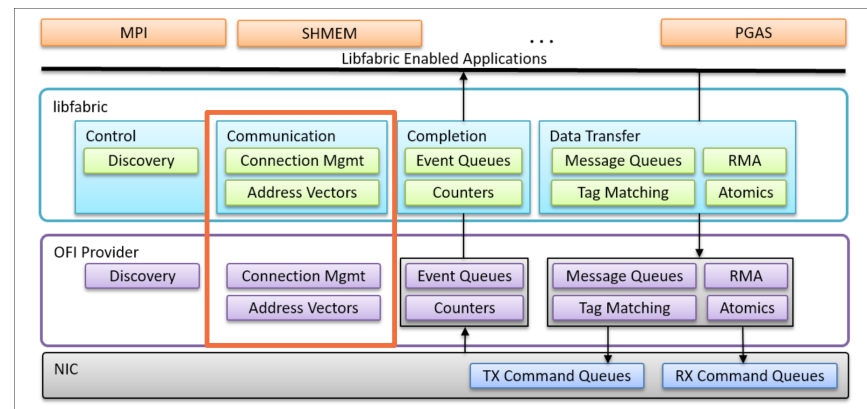 MPI SHMEM ... PGAS
Libfabric Enabled Applications
libfabric
Control Communication Completion Data Transfer
Discovery Connection Mgmt Event Queues Message Queues RMA
Address Vectors Counters Tag Matching Atomics
OFI Provider
Discovery Connection Mgmt Event Queues Message Queues RMA
Address Vectors Counters Tag Matching Atomics
NIC
TX Command Queues RX Command Queues